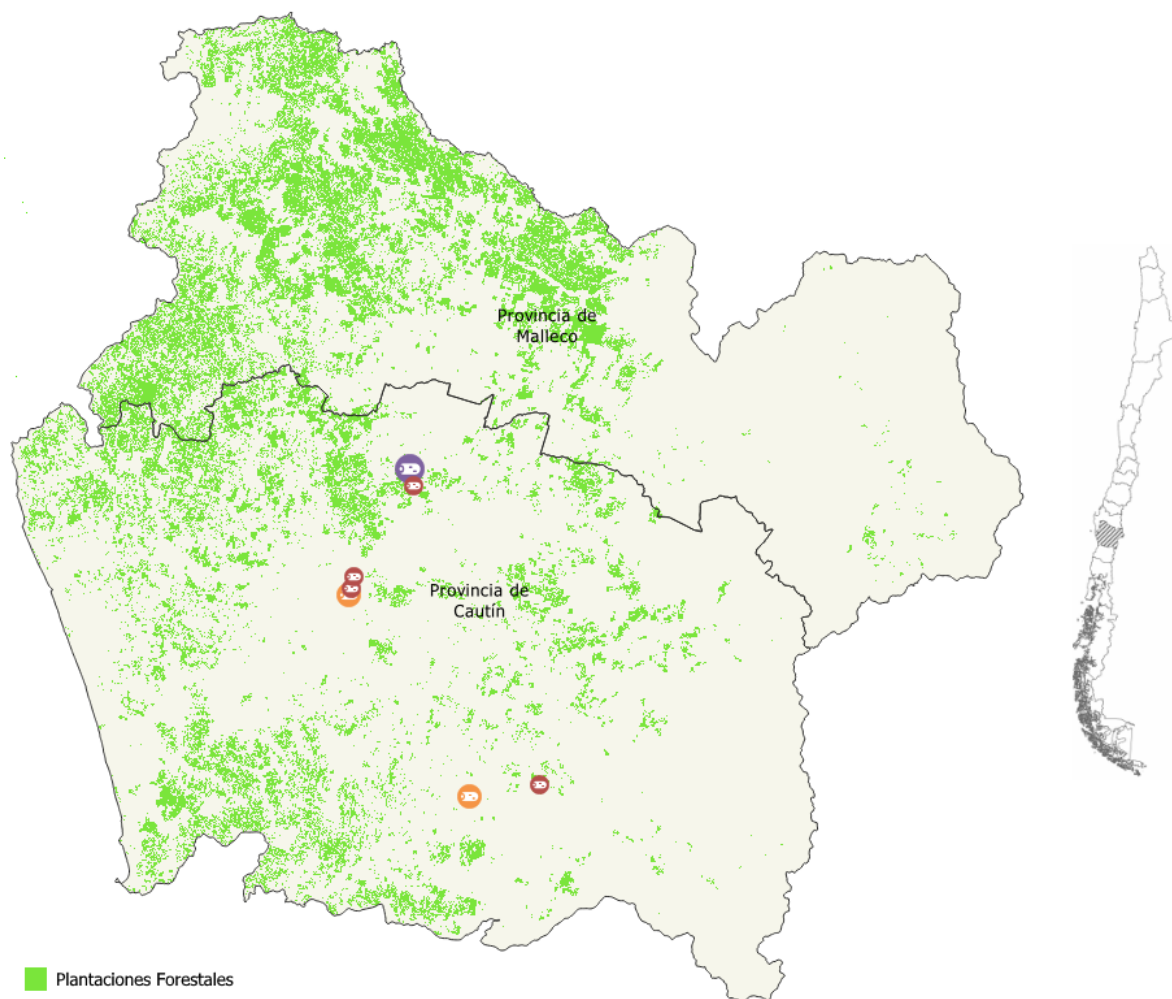 Provincia de
Malleco
Provincia de
Cautín
Plantaciones Forestales